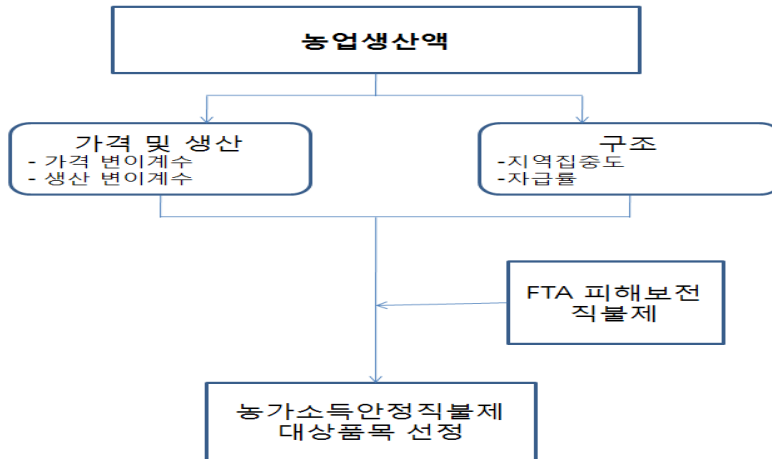 농업생산액
가격 및 생산
- 가격 변이계수
- 생산 변이계수
구조
-지역집중도
-자급률
FTA 피해보전
직불제
농가소득안정직불제
대상품목 선정